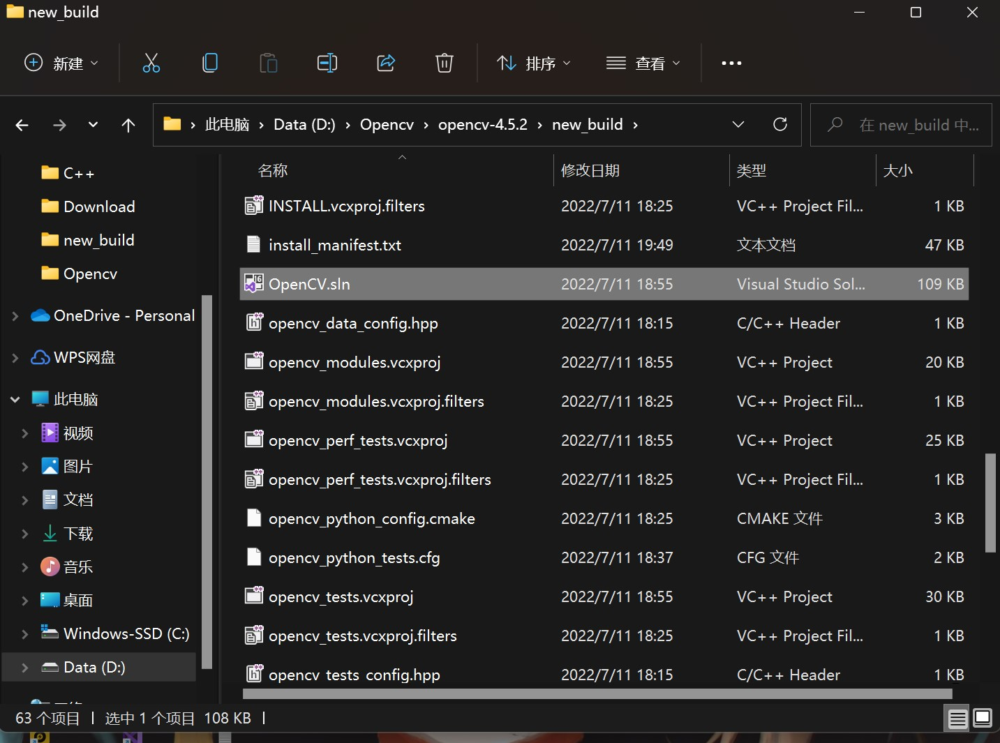 new_build
新建
排序
查看
此电脑 Data (D:) Opencv opencv-4.5.2 new_build
在 new_build 中...
C++
Download
new_build
Opencv
OneDrive - Personal
WPS网盘
此电脑
视频
图片
文档
下载
音乐
桌面
Windows-SSD (C:)
Data (D:)
名称 修改日期 类型 大小
INSTALL.vcxproj.filters 2022/7/11 18:25 VC++ Project Fil... 1 KB
install_manifest.txt 2022/7/11 19:49 文本文档 47 KB
OpenCV.sln 2022/7/11 18:55 Visual Studio Sol... 109 KB
opencv_data_config.hpp 2022/7/11 18:15 C/C++ Header 1 KB
opencv_modules.vcxproj 2022/7/11 18:55 VC++ Project 20 KB
opencv_modules.vcxproj.filters 2022/7/11 18:25 VC++ Project Fil... 1 KB
opencv_perf_tests.vcxproj 2022/7/11 18:55 VC++ Project 25 KB
opencv_perf_tests.vcxproj.filters 2022/7/11 18:25 VC++ Project Fil... 1 KB
opencv_python_config.cmake 2022/7/11 18:25 CMAKE 文件 3 KB
opencv_python_tests.cfg 2022/7/11 18:37 CFG 文件 2 KB
opencv_tests.vcxproj 2022/7/11 18:55 VC++ Project 30 KB
opencv_tests.vcxproj.filters 2022/7/11 18:25 VC++ Project Fil... 1 KB
opencv_tests_config.hpp 2022/7/11 18:15 C/C++ Header 1 KB
63 个项目 选中 1 个项目 108 KB